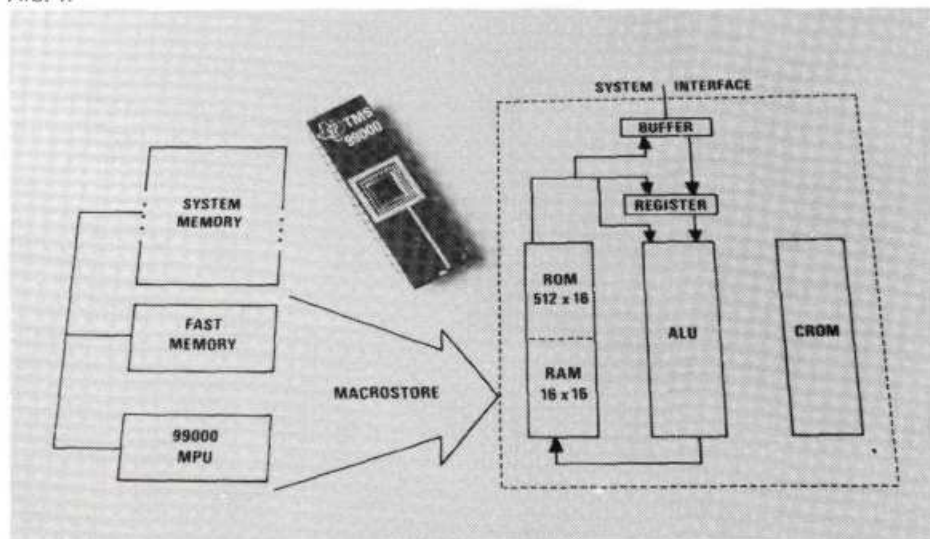 SYSTEM INTERFACE
BUFFER
REGISTER
TMS
99000
SYSTEM
MEMORY
FAST
MEMORY
99000
MPU
MACROSTORE
ROM
512 x 16
RAM
16 x 16
ALU
CROM